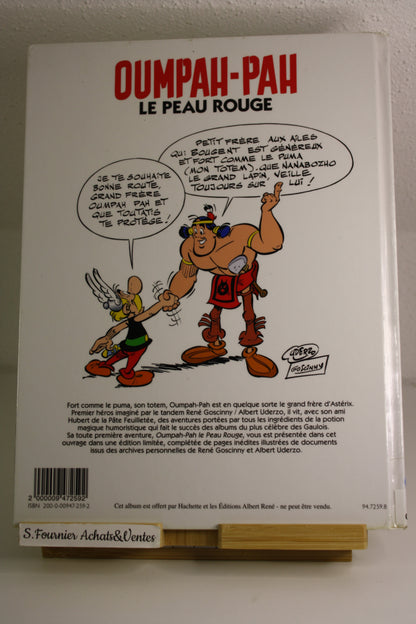 OUMPAH-PAH
LE PEAU ROUGE
PETIT FRÈRE AUX AILES
QUI BOUGENT EST GÉNÉREUX
ET FORT COMME LE PUMA
(MON TOTEM). QUE NANABOZHO
LE GRAND LAPIN, VEILLE
TOUJOURS SUR LUI !
JE TE SOUHAITE
BONNE ROUTE,
GRAND FRÈRE
OUMPAH PAH ET
QUE TOUTATIS
TE PROTÈGE !
UDERZO
GOSCINNY
Fort comme le puma, son totem, Oumpah-Pah est en quelque sorte le grand frère d'Astérix.
Premier héros imaginé par le tandem René Goscinny / Albert Uderzo, il vit, avec son ami
Hubert de la Pâte Feuilletée, des aventures portées par tous les ingrédients de la potion
magique humoristique qui fait le succès des albums du plus célèbre des Gaulois.
Sa toute première aventure, Oumpah-Pah le Peau Rouge, vous est présentée dans cet
ouvrage dans une édition limitée, complétée de pages inédites illustrées de documents
issus des archives personnelles de René Goscinny et Albert Uderzo.
2 000009 472592
ISBN 200-0-00947-259-2
Cet album est offert par Hachette et les Éditions Albert René - ne peut être vendu.
94.7259.8
S.Fournier Achats&Ventes